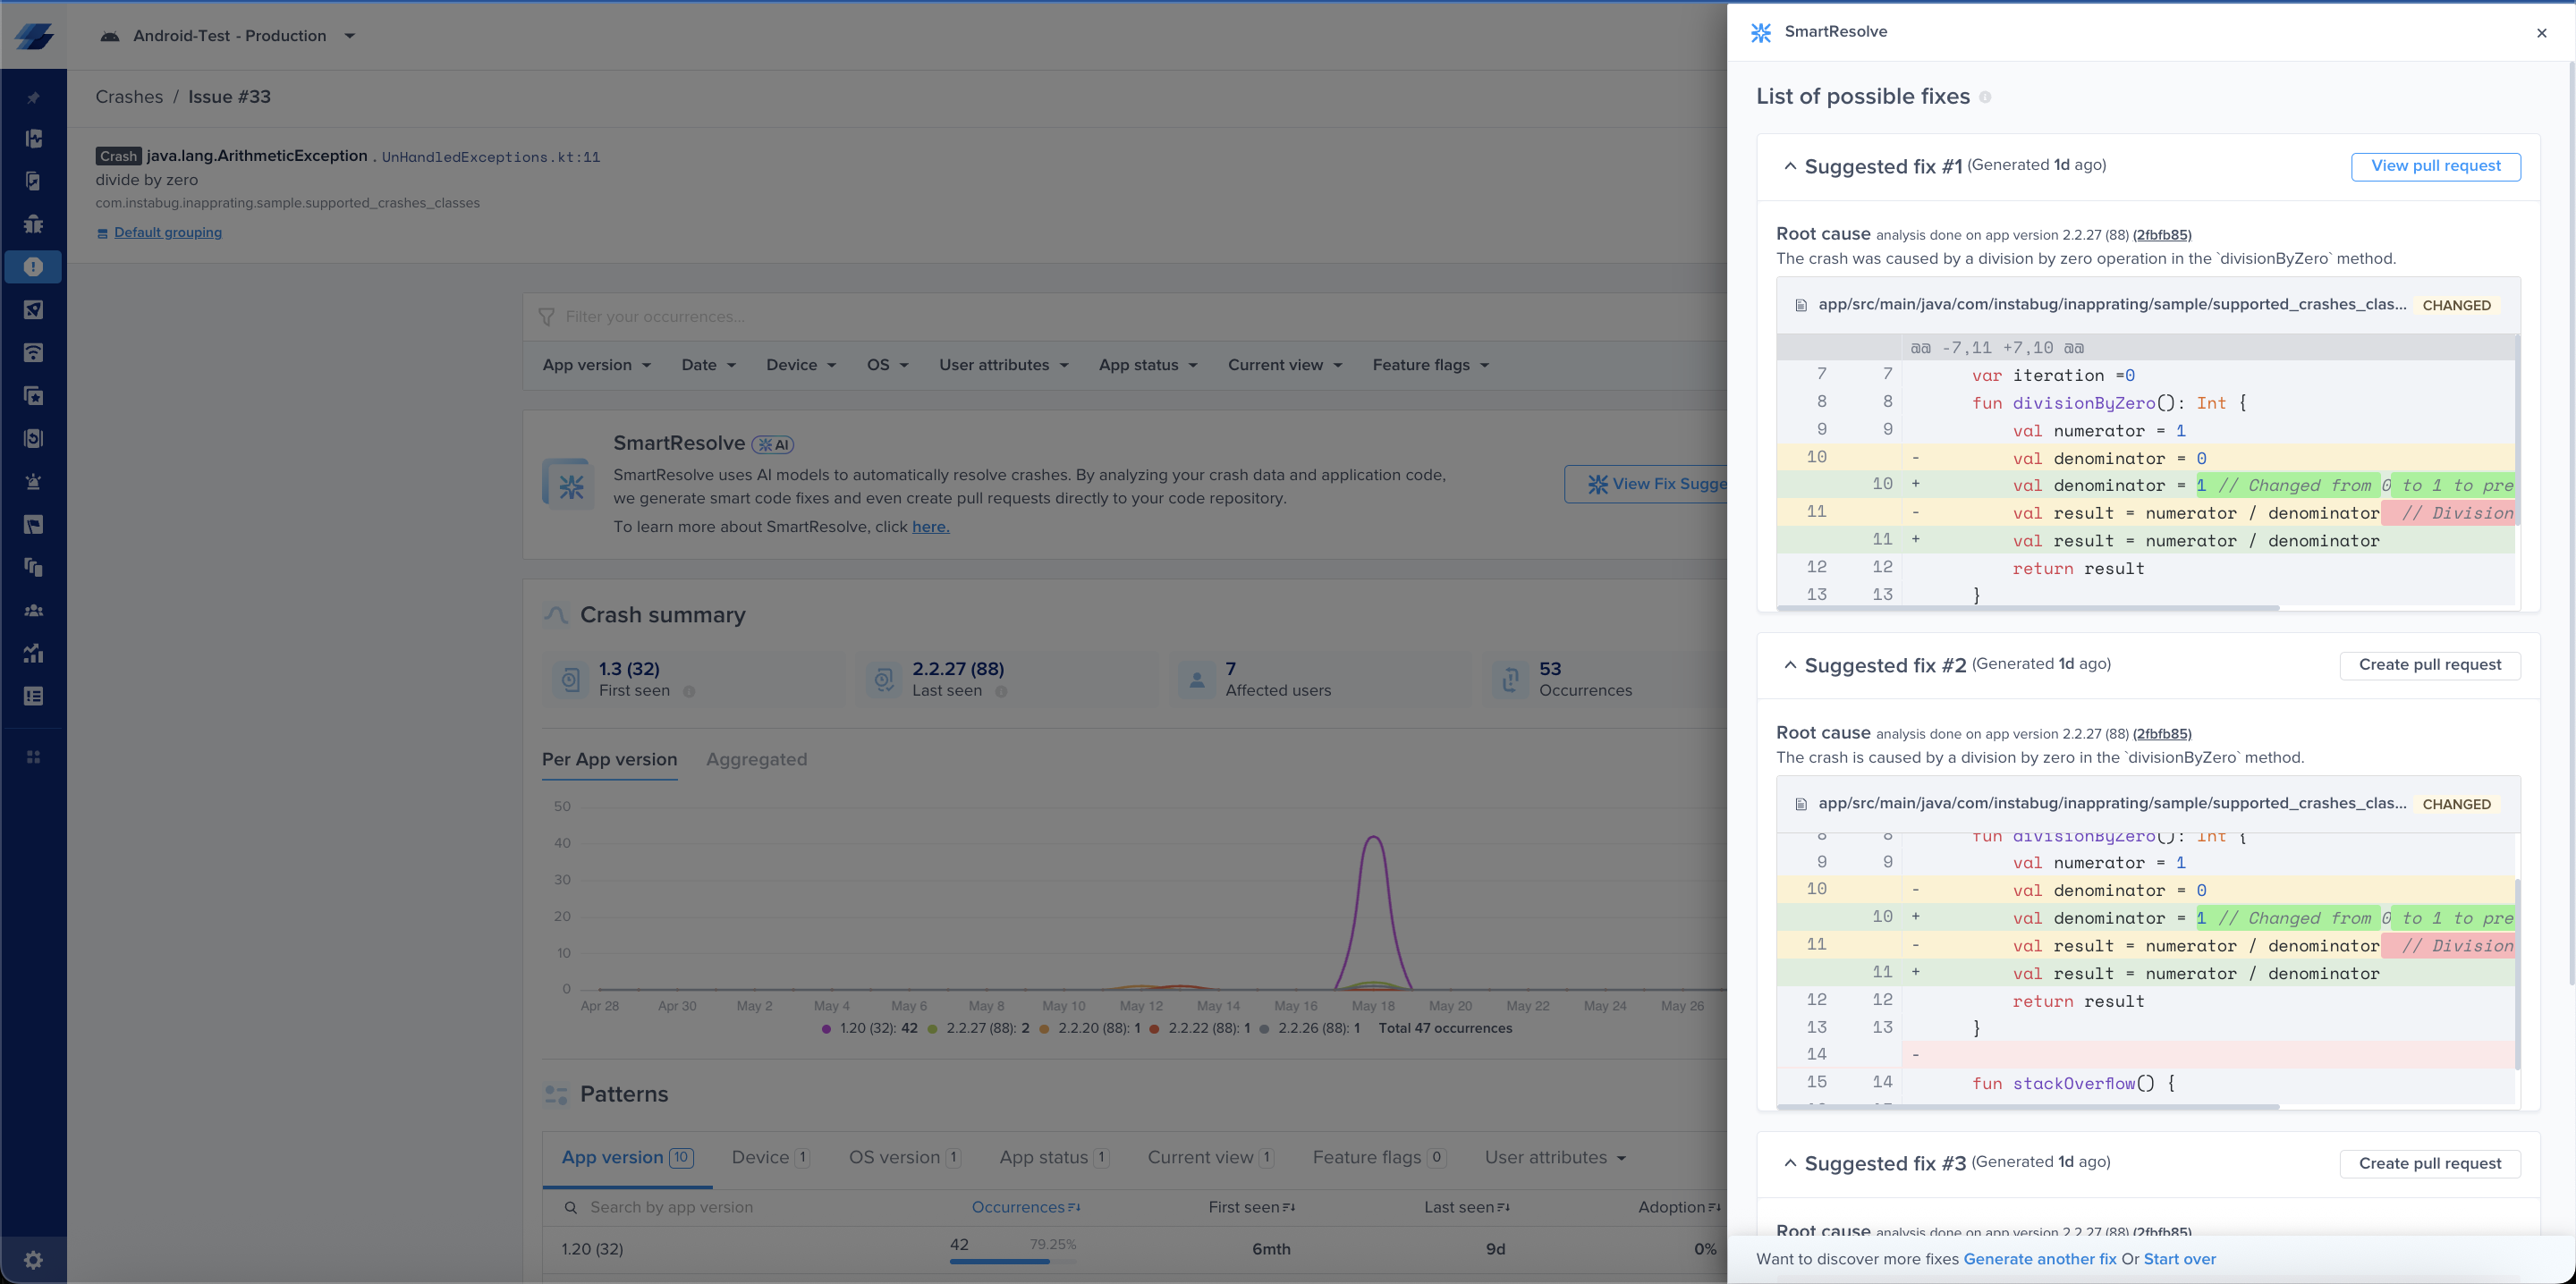 Android-Test - Production
Crashes / Issue #33
Crash java.lang.ArithmeticException . UnHandledExceptions.kt:11
divide by zero
com.instabug.inapprating.sample.supported_crashes_classes
Default grouping
Filter your occurrences...
App version Date Device OS User attributes App status Current view Feature flags
SmartResolve AI
SmartResolve uses AI models to automatically resolve crashes. By analyzing your crash data and application code,
we generate smart code fixes and even create pull requests directly to your code repository.
To learn more about SmartResolve, click here.
View Fix Sugge
Crash summary
1.3 (32)
First seen
2.2.27 (88)
Last seen
7
Affected users
53
Occurrences
Per App version Aggregated
50
40
30
20
10
0
Apr 28 Apr 30 May 2 May 4 May 6 May 8 May 10 May 12 May 14 May 16 May 18 May 20 May 22 May 24 May 26
1.20 (32): 42 2.2.27 (88): 2 2.2.20 (88): 1 2.2.22 (88): 1 2.2.26 (88): 1 Total 47 occurrences
Patterns
App version 10 Device 1 OS version 1 App status 1 Current view 1 Feature flags 0 User attributes
Search by app version Occurrences First seen Last seen Adoption
1.20 (32) 42 79.25% 6mth 9d 0%
SmartResolve
List of possible fixes
Suggested fix #1 (Generated 1d ago) View pull request
Root cause analysis done on app version 2.2.27 (88) (2fbfb85)
The crash was caused by a division by zero operation in the `divisionByZero` method.
app/src/main/java/com/instabug/inapprating/sample/supported_crashes_clas... CHANGED
@@ -7,11 +7,10 @@
7 7 var iteration =0
8 8 fun divisionByZero(): Int {
9 9 val numerator = 1
10 - val denominator = 0
10 + val denominator = 1 // Changed from 0 to 1 to pre
11 - val result = numerator / denominator // Division
11 + val result = numerator / denominator
12 12 return result
13 13 }
Suggested fix #2 (Generated 1d ago) Create pull request
Root cause analysis done on app version 2.2.27 (88) (2fbfb85)
The crash is caused by a division by zero in the `divisionByZero` method.
app/src/main/java/com/instabug/inapprating/sample/supported_crashes_clas... CHANGED
8 8 fun divisionByZero(): Int {
9 9 val numerator = 1
10 - val denominator = 0
10 + val denominator = 1 // Changed from 0 to 1 to pre
11 - val result = numerator / denominator // Division
11 + val result = numerator / denominator
12 12 return result
13 13 }
14 -
15 14 fun stackOverflow() {
Suggested fix #3 (Generated 1d ago) Create pull request
Root cause analysis done on app version 2.2.27 (88) (2fbfb85)
Want to discover more fixes Generate another fix Or Start over